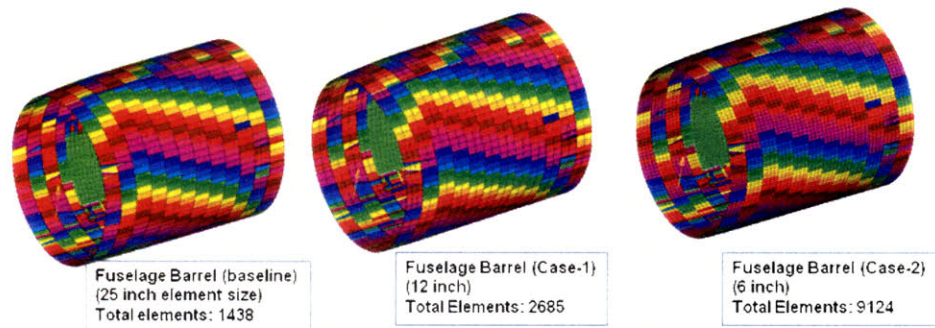 Fuselage Barrel (baseline)
(25 inch element size)
Total elements: 1438
Fuselage Barrel (Case-1)
(12 inch)
Total Elements: 2685
Fuselage Barrel (Case-2)
(6 inch)
Total Elements: 9124